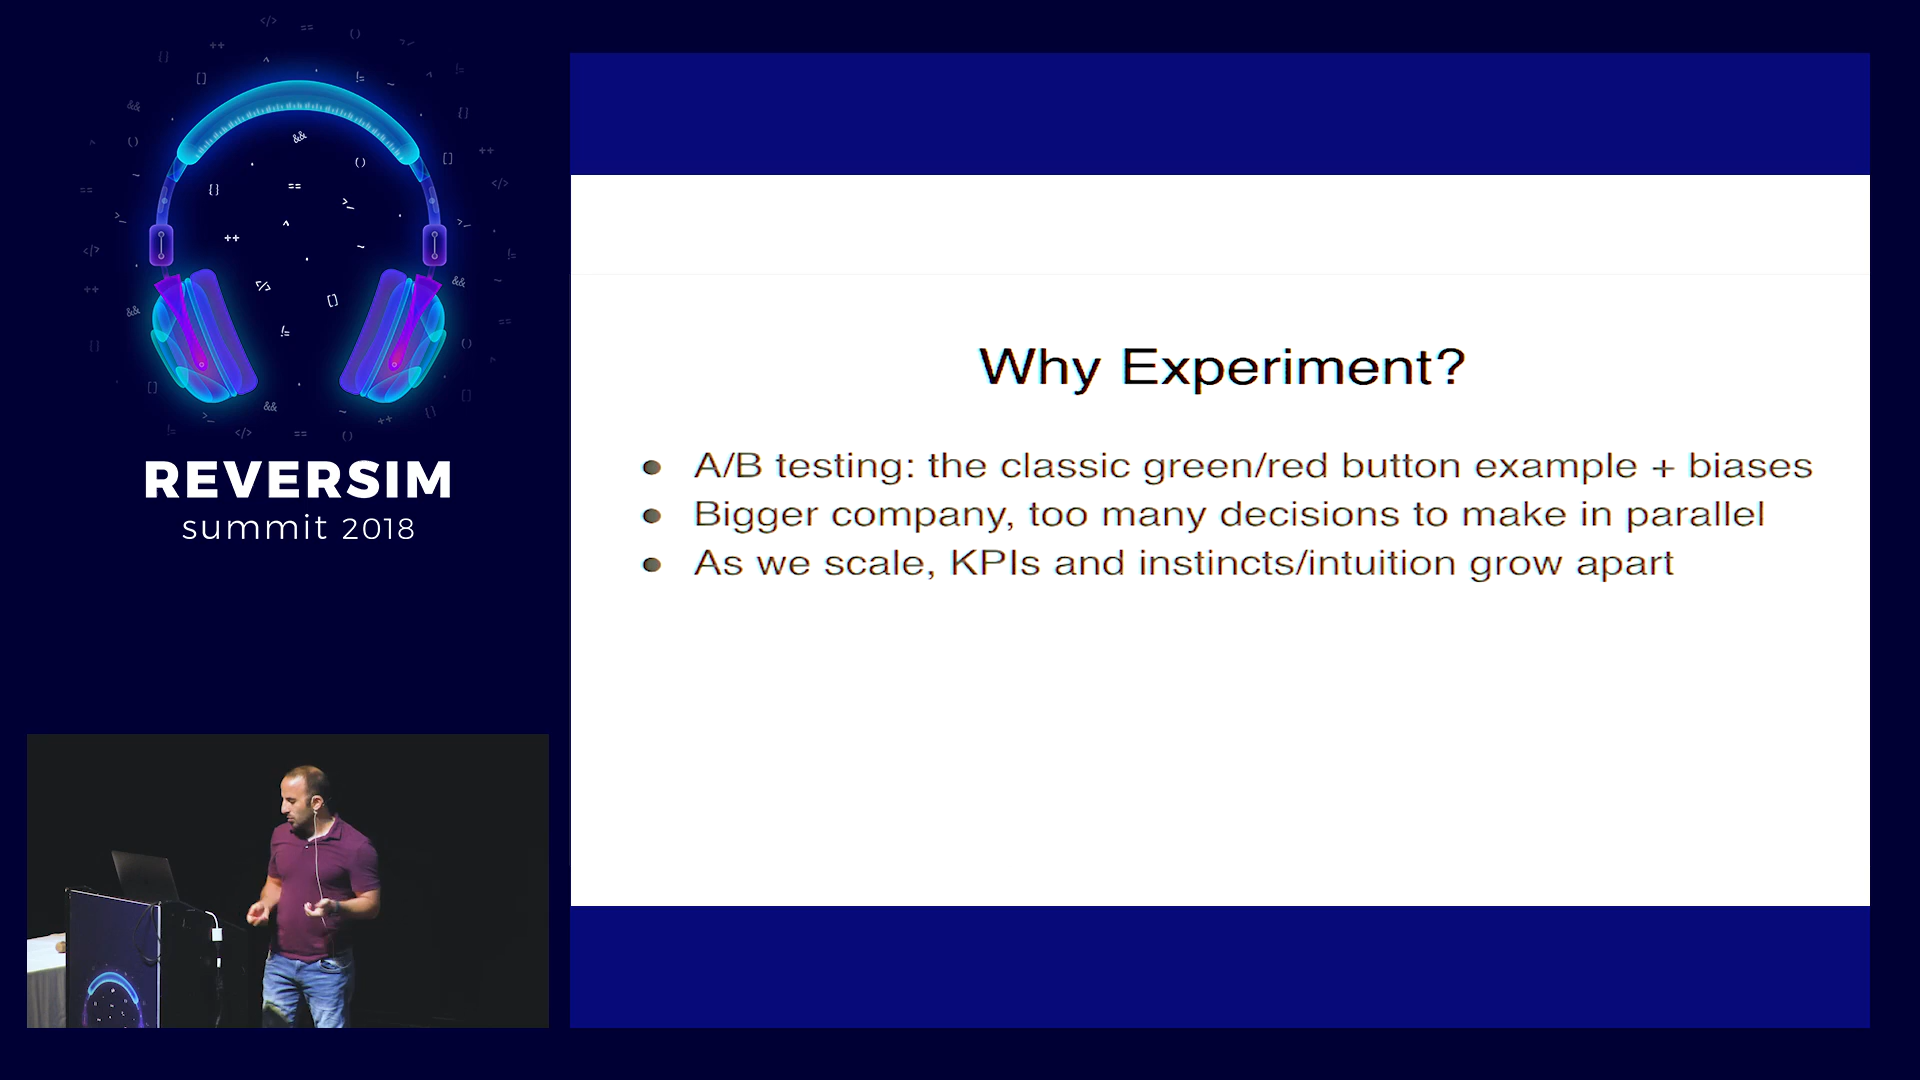 REVERSIM
summit 2018
Why Experiment?
● A/B testing: the classic green/red button example + biases
● Bigger company, too many decisions to make in parallel
● As we scale, KPIs and instincts/intuition grow apart